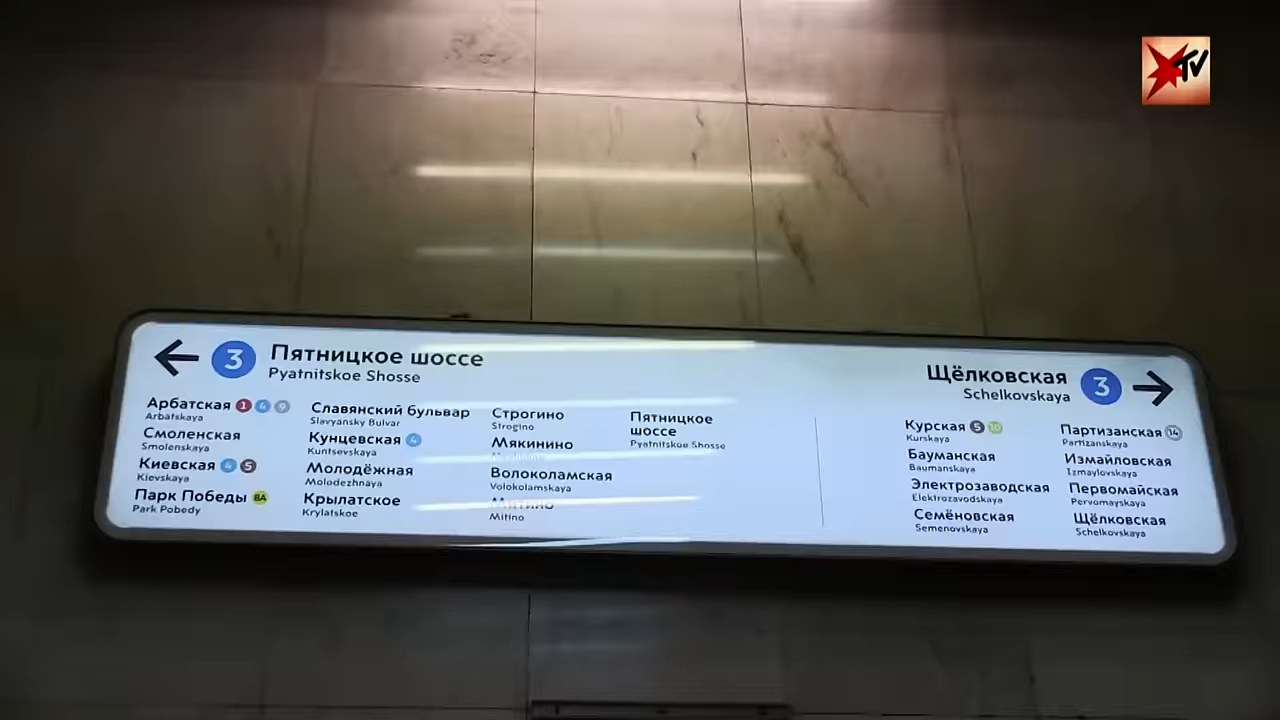 TV
3 Пятницкое шоссе
Pyatnitskoe Shosse
Арбатская 1 4 9
Arbatskaya
Смоленская
Smolenskaya
Киевская 4 5
Kievskaya
Парк Победы 8А
Park Pobedy
Славянский бульвар
Slavyansky Bulvar
Кунцевская 4
Kuntsevskaya
Молодёжная
Molodezhnaya
Крылатское
Krylatskoe
Строгино
Strogino
Мякинино
Волоколамская
Volokolamskaya
Митино
Mitino
Пятницкое
шоссе
Pyatnitskoe Shosse
Щёлковская 3
Schelkovskaya
Курская 5 10
Kurskaya
Бауманская
Baumanskaya
Электрозаводская
Elektrozavodskaya
Семёновская
Semenovskaya
Партизанская 14
Partizanskaya
Измайловская
Izmaylovskaya
Первомайская
Pervomayskaya
Щёлковская
Schelkovskaya